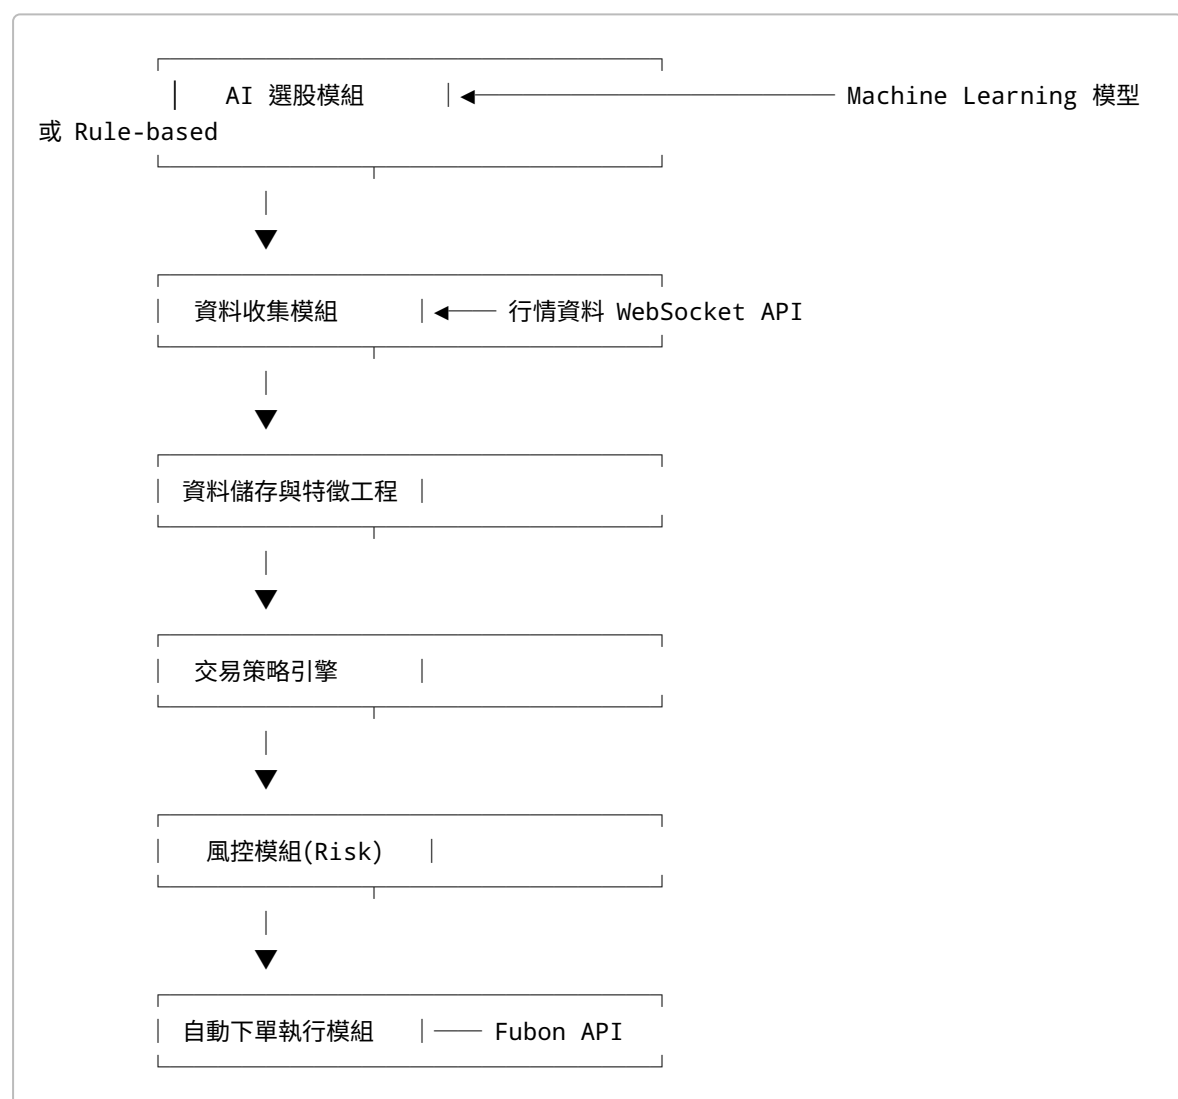 AI 選股模組 Machine Learning 模型
或 Rule-based
資料收集模組 行情資料 WebSocket API
資料儲存與特徵工程
交易策略引擎
風控模組(Risk)
自動下單執行模組 Fubon API